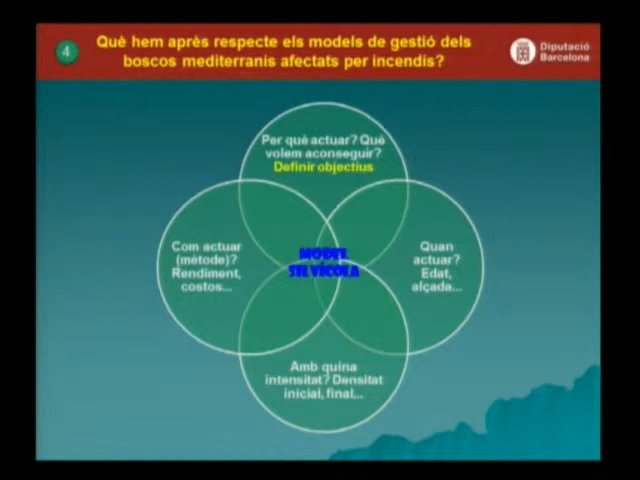 4
Què hem après respecte els models de gestió dels
boscos mediterranis afectats per incendis?
Diputació
Barcelona
Per què actuar? Què
volem aconseguir?
Definir objectius
Com actuar
(mètode)?
Rendiment,
costos...
MODEL
SILVÍCOLA
Quan
actuar?
Edat,
alçada...
Amb quina
intensitat? Densitat
inicial, final...